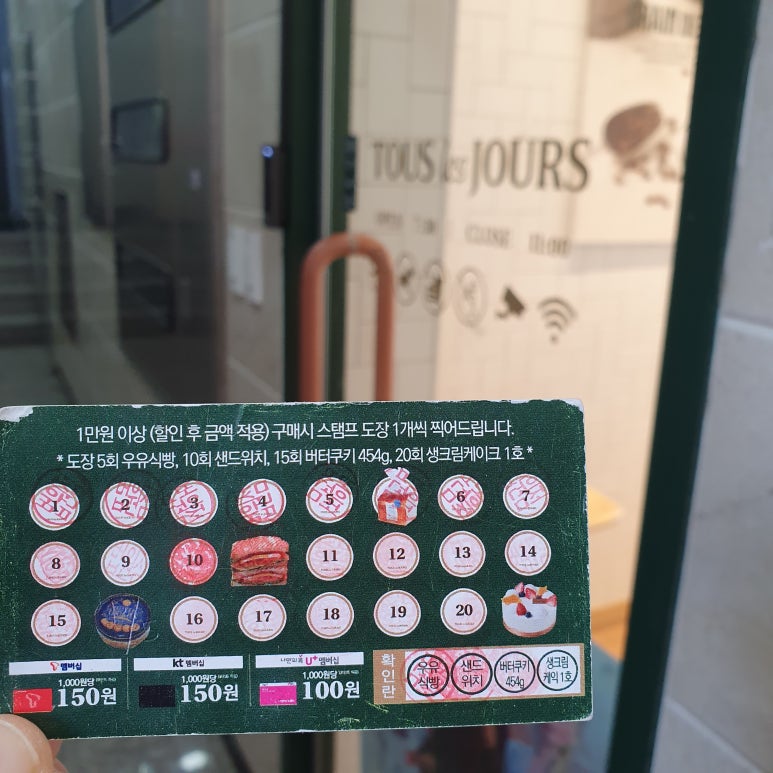 TOUS les JOURS
CLOSE 11:00
1만원 이상 (할인 후 금액 적용) 구매시 스탬프 도장 1개씩 찍어드립니다.
* 도장 5회 우유식빵, 10회 샌드위치, 15회 버터쿠키 454g, 20회 생크림케이크 1호 *
1 2 3 4 5 6 7
8 9 10 11 12 13 14
15 16 17 18 19 20
멤버십 kt 멤버십 U+ 멤버십
1,000원당 1,000원당 1,000원당
150원 150원 100원
확인란
우유식빵 샌드위치 버터쿠키 454g 생크림케익 1호